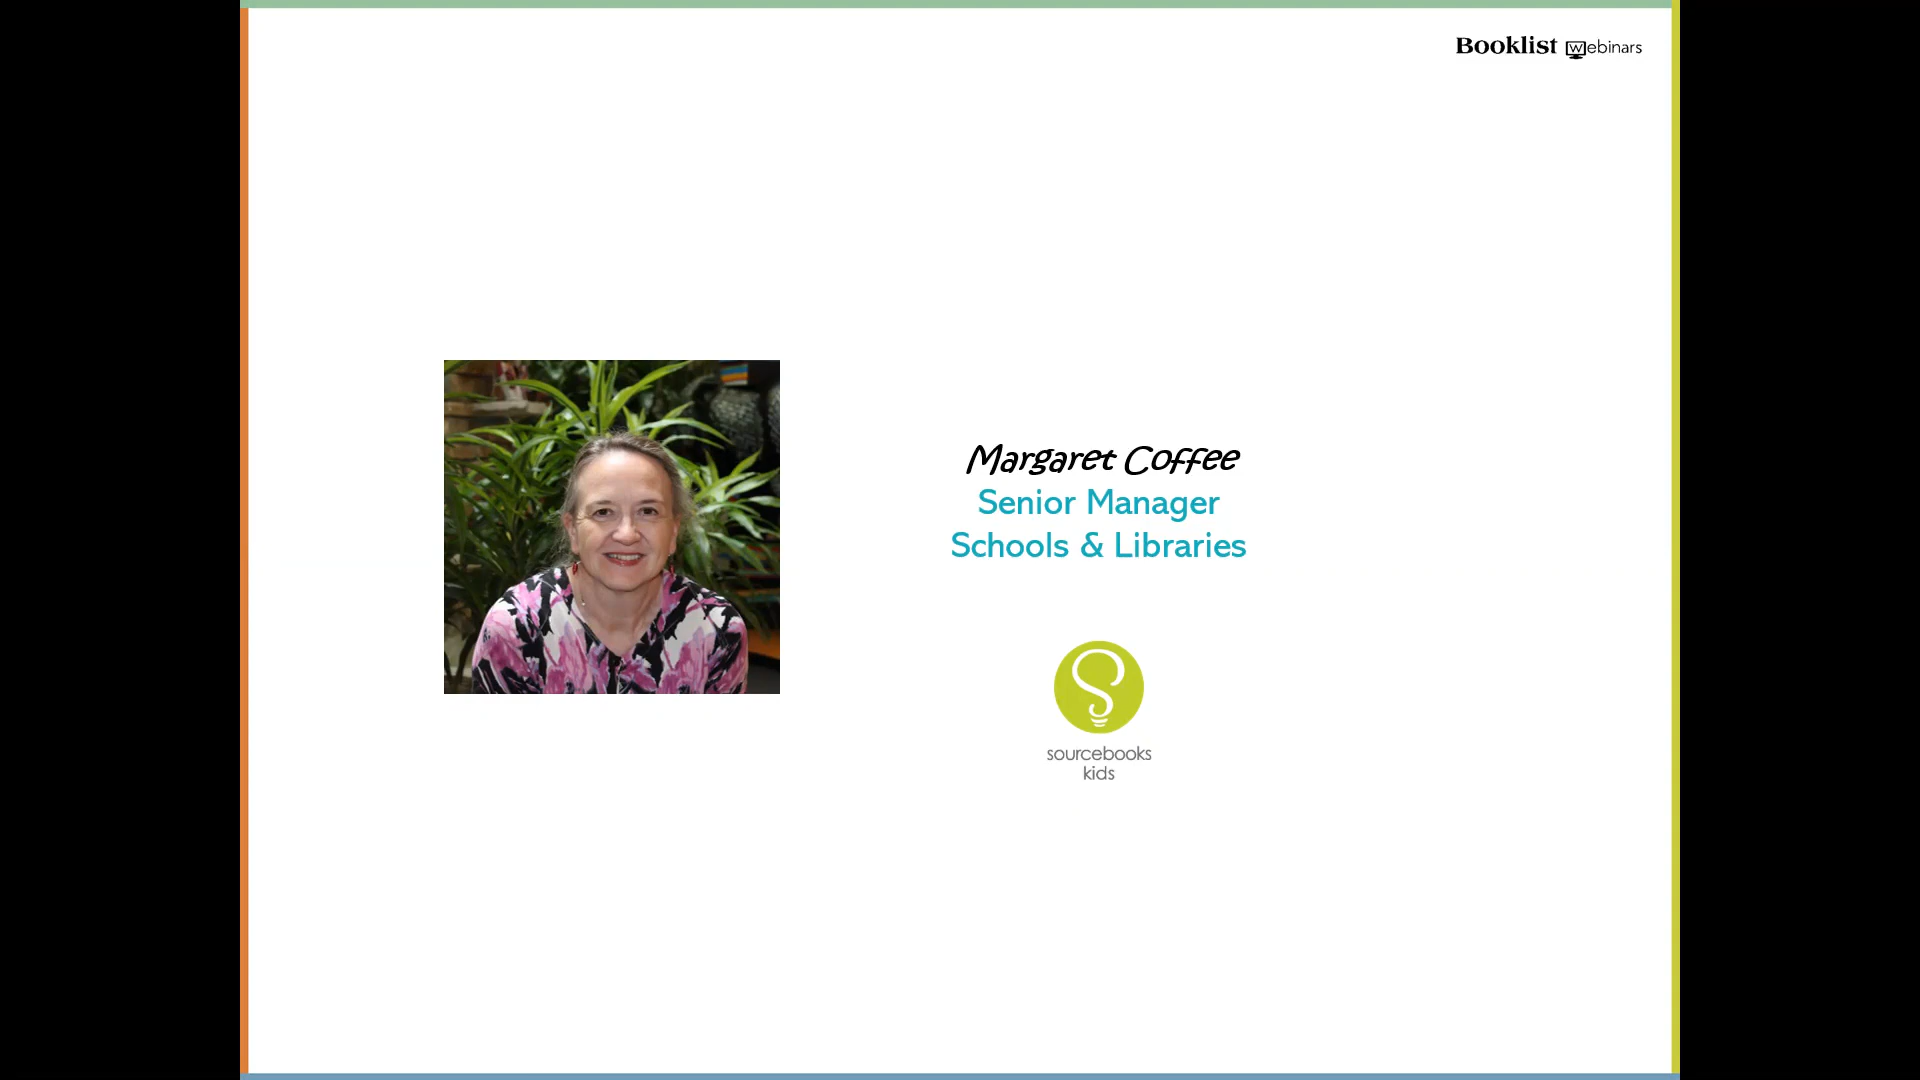 Booklist Webinars
Margaret Coffee
Senior Manager
Schools & Libraries
sourcebooks
kids